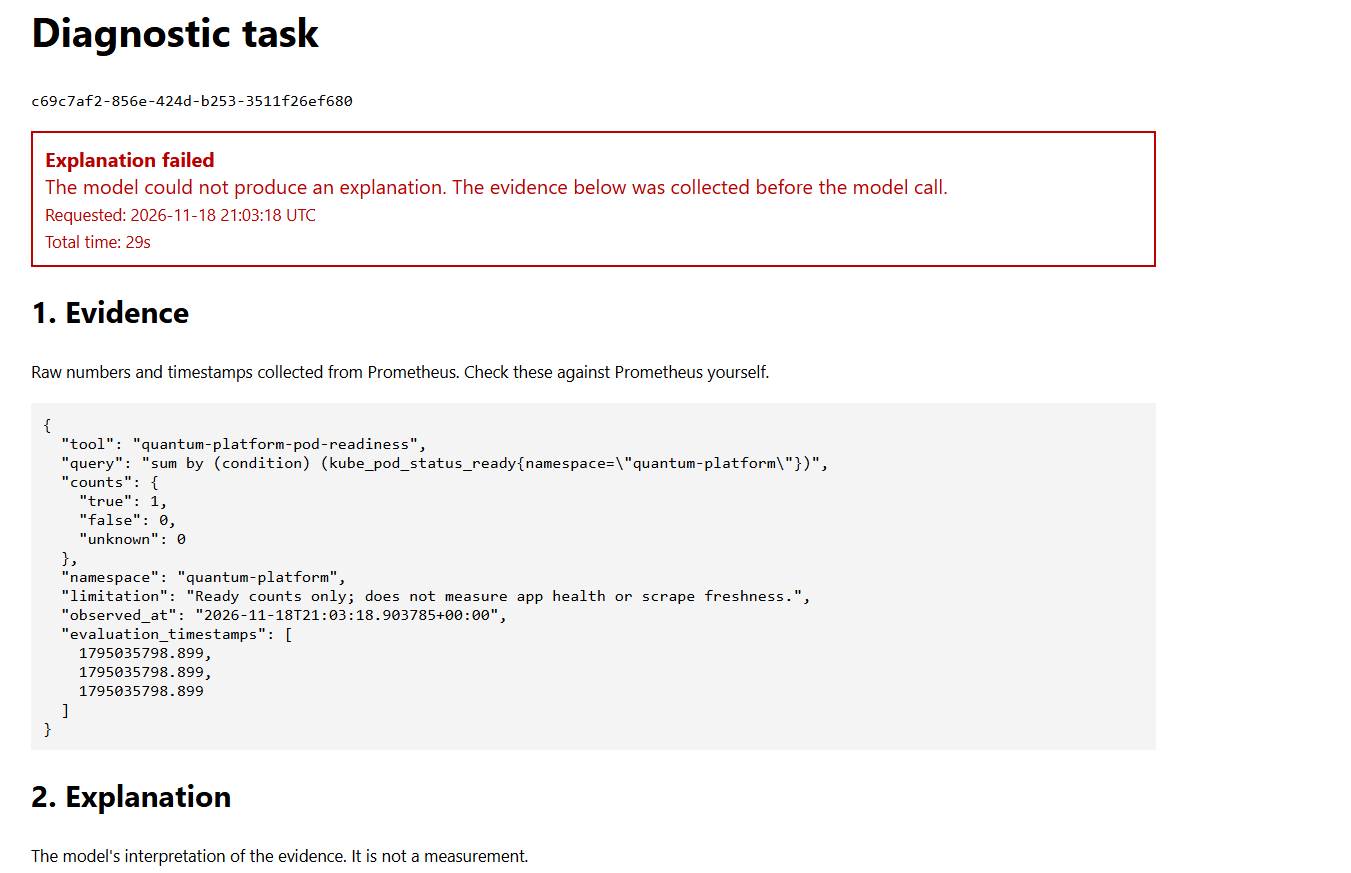 Diagnostic task
c69c7af2-856e-424d-b253-3511f26ef680
Explanation failed
The model could not produce an explanation. The evidence below was collected before the model call.
Requested: 2026-11-18 21:03:18 UTC
Total time: 29s
1. Evidence
Raw numbers and timestamps collected from Prometheus. Check these against Prometheus yourself.
{
  "tool": "quantum-platform-pod-readiness",
  "query": "sum by (condition) (kube_pod_status_ready{namespace=\"quantum-platform\"})",
  "counts": {
    "true": 1,
    "false": 0,
    "unknown": 0
  },
  "namespace": "quantum-platform",
  "limitation": "Ready counts only; does not measure app health or scrape freshness.",
  "observed_at": "2026-11-18T21:03:18.903785+00:00",
  "evaluation_timestamps": [
    1795035798.899,
    1795035798.899,
    1795035798.899
  ]
}
2. Explanation
The model's interpretation of the evidence. It is not a measurement.